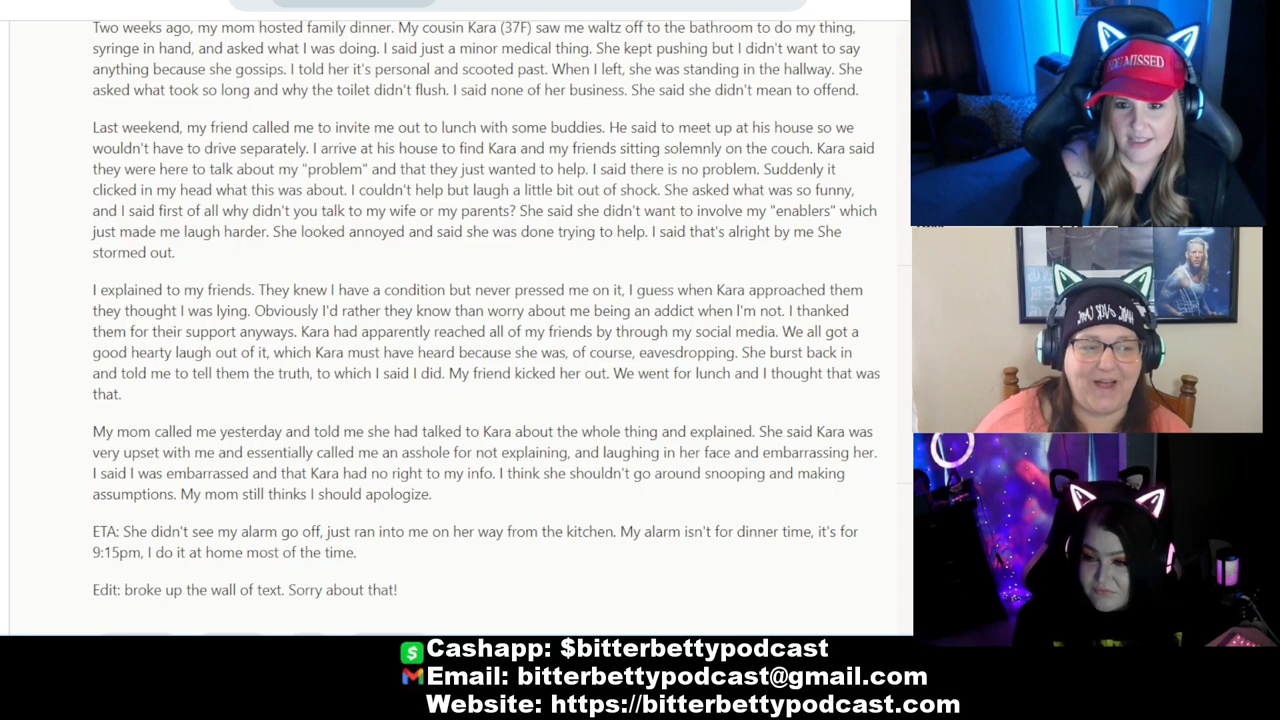 Two weeks ago, my mom hosted family dinner. My cousin Kara (37F) saw me waltz off to the bathroom to do my thing,
syringe in hand, and asked what I was doing. I said just a minor medical thing. She kept pushing but I didn't want to say
anything because she gossips. I told her it's personal and scooted past. When I left, she was standing in the hallway. She
asked what took so long and why the toilet didn't flush. I said none of her business. She said she didn't mean to offend.
Last weekend, my friend called me to invite me out to lunch with some buddies. He said to meet up at his house so we
wouldn't have to drive separately. I arrive at his house to find Kara and my friends sitting solemnly on the couch. Kara said
they were here to talk about my "problem" and that they just wanted to help. I said there is no problem. Suddenly it
clicked in my head what this was about. I couldn't help but laugh a little bit out of shock. She asked what was so funny,
and I said first of all why didn't you talk to my wife or my parents? She said she didn't want to involve my "enablers" which
just made me laugh harder. She looked annoyed and said she was done trying to help. I said that's alright by me She
stormed out.
I explained to my friends. They knew I have a condition but never pressed me on it, I guess when Kara approached them
they thought I was lying. Obviously I'd rather they know than worry about me being an addict when I'm not. I thanked
them for their support anyways. Kara had apparently reached all of my friends by through my social media. We all got a
good hearty laugh out of it, which Kara must have heard because she was, of course, eavesdropping. She burst back in
and told me to tell them the truth, to which I said I did. My friend kicked her out. We went for lunch and I thought that was
that.
My mom called me yesterday and told me she had talked to Kara about the whole thing and explained. She said Kara was
very upset with me and essentially called me an asshole for not explaining, and laughing in her face and embarrassing her.
I said I was embarrassed and that Kara had no right to my info. I think she shouldn't go around snooping and making
assumptions. My mom still thinks I should apologize.
ETA: She didn't see my alarm go off, just ran into me on her way from the kitchen. My alarm isn't for dinner time, it's for
9:15pm, I do it at home most of the time.
Edit: broke up the wall of text. Sorry about that!
MISSED
$ Cashapp: $bitterbettypodcast
Email: bitterbettypodcast@gmail.com
Website: https://bitterbettypodcast.com